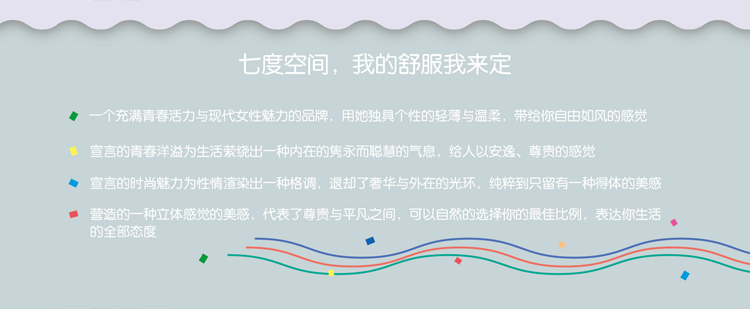 七度空间，我的舒服我来定
一个充满青春活力与现代女性魅力的品牌，用她独具个性的轻薄与温柔，带给你自由如风的感觉
宣言的青春洋溢为生活萦绕出一种内在的隽永而聪慧的气息，给人以安逸、尊贵的感觉
宣言的时尚魅力为性情渲染出一种格调，退却了奢华与外在的光环，纯粹到只留有一种得体的美感
营造的一种立体感觉的美感，代表了尊贵与平凡之间，可以自然的选择你的最佳比例，表达你生活
的全部态度